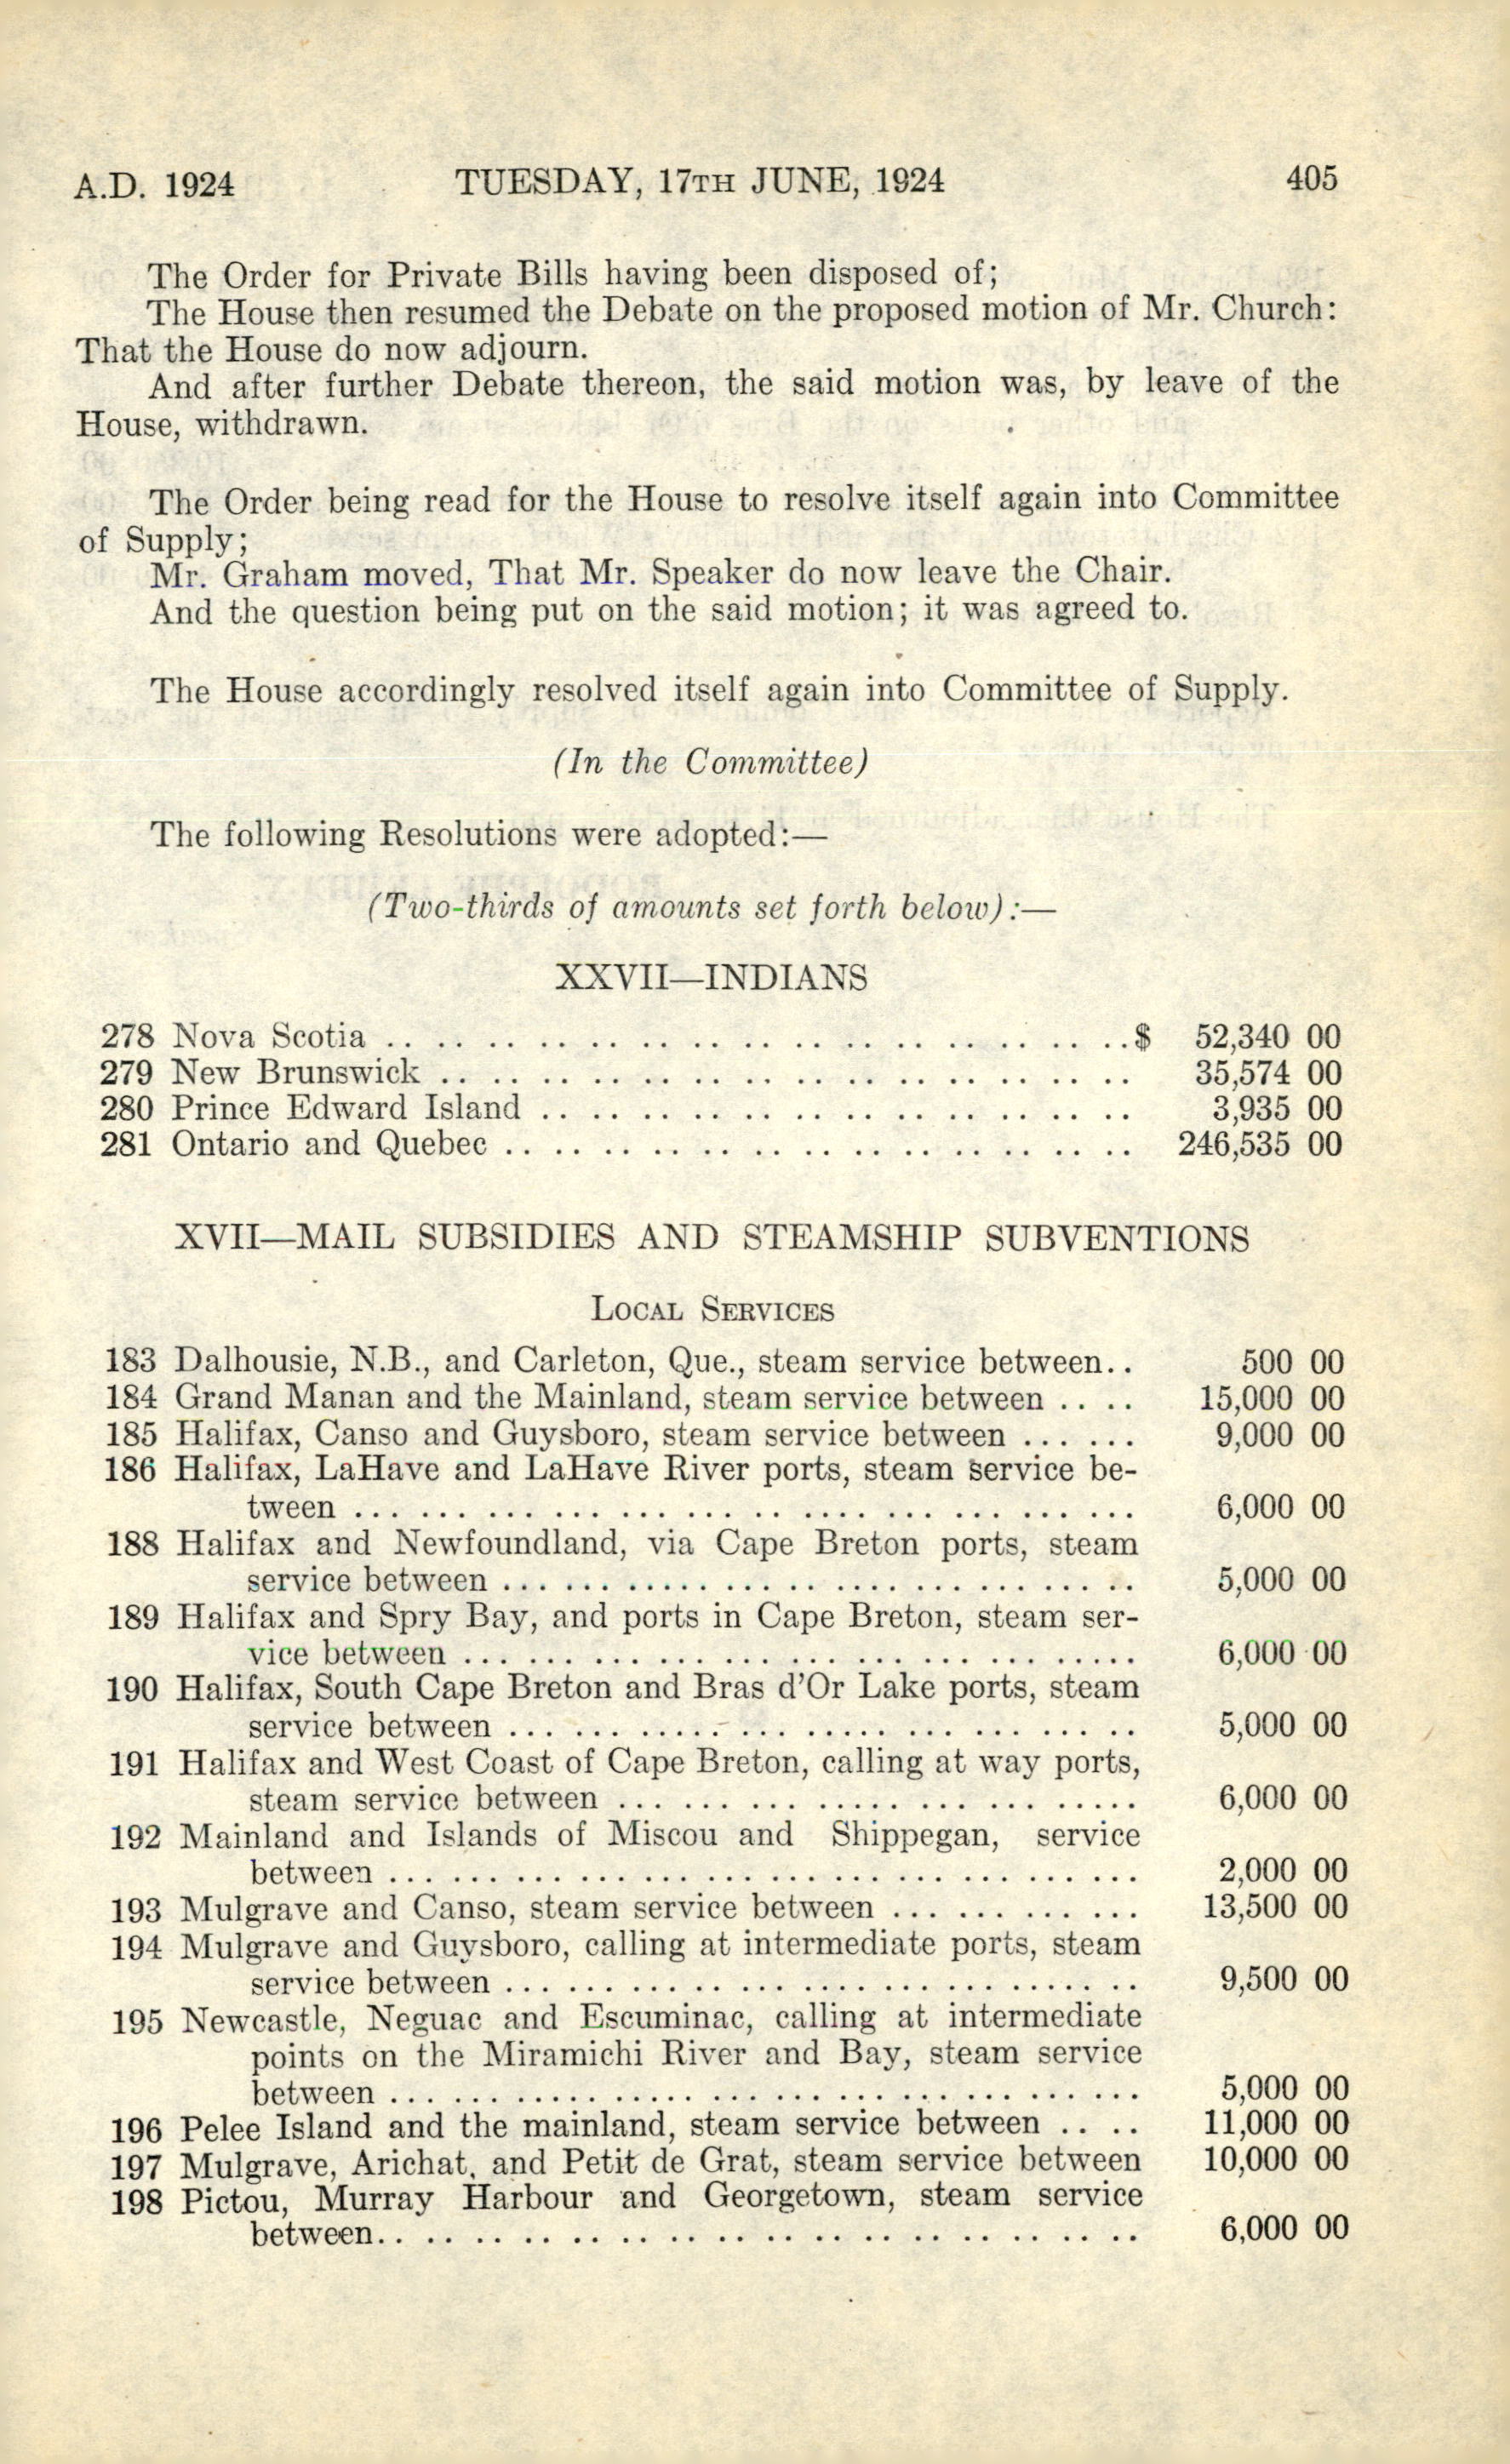 A.D. 1924 TUESDAY, 17TH JUNE, 1924 405
The Order for Private Bills having been disposed of;
The House then resumed the Debate on the proposed motion of Mr. Church:
That the House do now adjourn.
And after further Debate thereon, the said motion was, by leave of the
House, withdrawn.
The Order being read for the House to resolve itself again into Committee
of Supply;
Mr. Graham moved, That Mr. Speaker do now leave the Chair.
And the question being put on the said motion; it was agreed to.
The House accordingly resolved itself again into Committee of Supply.
(In the Committee)
The following Resolutions were adopted:—
(Two-thirds of amounts set forth below):—
XXVII—INDIANS
278 Nova Scotia .. .. .. .. .. .. .. .. .. .. .. .. .. .. ..$ 52,340 00
279 New Brunswick .. .. .. .. .. .. .. .. .. .. .. .. .. .. 35,574 00
280 Prince Edward Island .. .. .. .. .. .. .. .. .. .. .. .. 3,935 00
281 Ontario and Quebec .. .. .. .. .. .. .. .. .. .. .. .. .. 246,535 00
XVII—MAIL SUBSIDIES AND STEAMSHIP SUBVENTIONS
LOCAL SERVICES
183 Dalhousie, N.B., and Carleton, Que., steam service between.. 500 00
184 Grand Manan and the Mainland, steam service between .. .. 15,000 00
185 Halifax, Canso and Guysboro, steam service between ... ... 9,000 00
186 Halifax, LaHave and LaHave River ports, steam service be-
tween ... ... ... ... ... ... .. ... ... ... ... ... 6,000 00
188 Halifax and Newfoundland, via Cape Breton ports, steam
service between ... ... ... ... .. .. ... ... .. .. .. 5,000 00
189 Halifax and Spry Bay, and ports in Cape Breton, steam ser-
vice between ... ... ... ... ... ... ... ... ... ..... 6,000 00
190 Halifax, South Cape Breton and Bras d'Or Lake ports, steam
service between ... ... ..... ... ..... ... ... ... .. 5,000 00
191 Halifax and West Coast of Cape Breton, calling at way ports,
steam service between ... ... ... ..... ... ... ..... 6,000 00
192 Mainland and Islands of Miscou and Shippegan, service
between ... ... ... ... ... ... ... ... ... ... ... ... 2,000 00
193 Mulgrave and Canso, steam service between ... ... ... ... 13,500 00
194 Mulgrave and Guysboro, calling at intermediate ports, steam
service between ... ... ... .. .. ... ... ... .. .. .. 9,500 00
195 Newcastle, Neguac and Escuminac, calling at intermediate
points on the Miramichi River and Bay, steam service
between ... ... ... ... ... ... ... ... ... ... ... ... 5,000 00
196 Pelee Island and the mainland, steam service between .. .. 11,000 00
197 Mulgrave, Arichat, and Petit de Grat, steam service between 10,000 00
198 Pictou, Murray Harbour and Georgetown, steam service
between.. .. .. .. .. .. .. .. .. .. .. .. .. .. .. .. 6,000 00